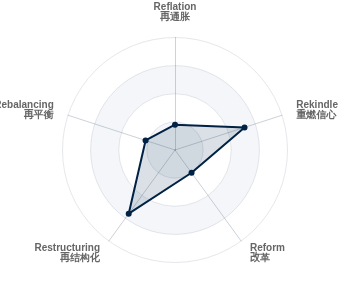 Reflation
再通胀
Rekindle
重燃信心
Reform
改革
Restructuring
再结构化
ebalancing
再平衡